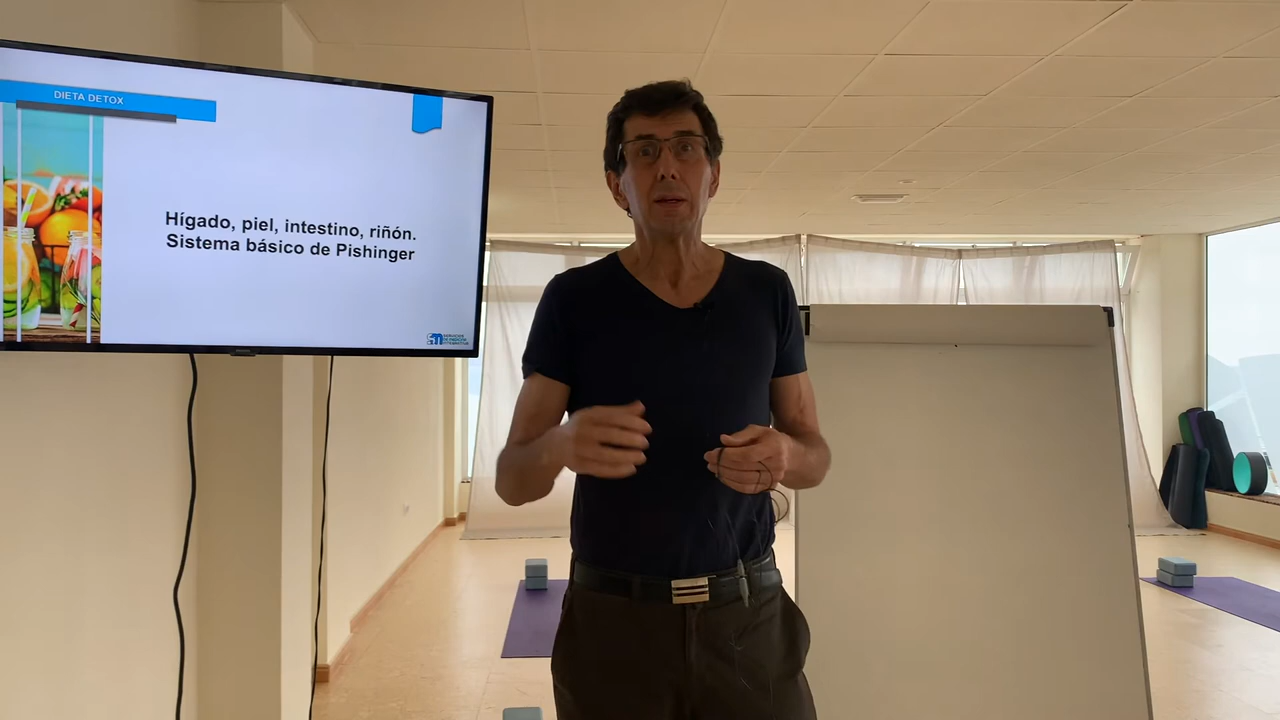 DIETA DETOX
Hígado, piel, intestino, riñón.
Sistema básico de Pishinger